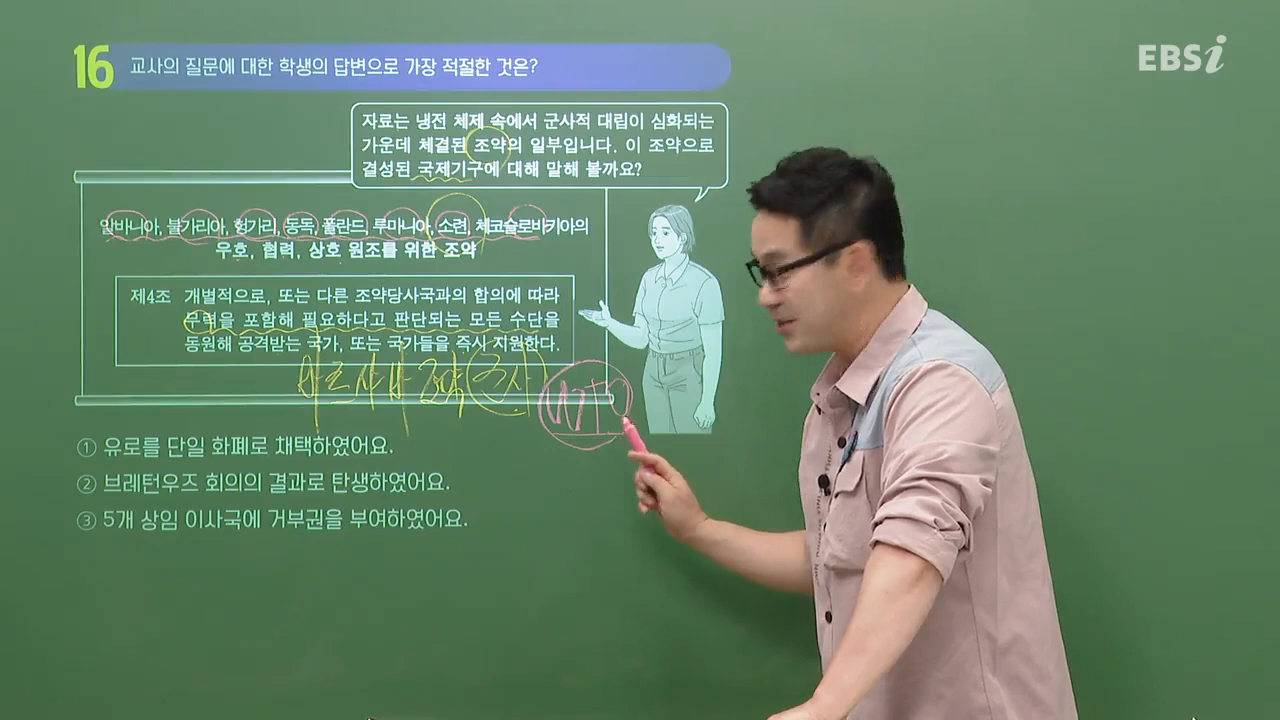 16 교사의 질문에 대한 학생의 답변으로 가장 적절한 것은?
EBSi
자료는 냉전 체제 속에서 군사적 대립이 심화되는
가운데 체결된 조약의 일부입니다. 이 조약으로
결성된 국제기구에 대해 말해 볼까요?
알바니아, 불가리아, 헝가리, 동독, 폴란드, 루마니아, 소련, 체코슬로바키아의
우호, 협력, 상호 원조를 위한 조약
제4조 개별적으로, 또는 다른 조약당사국과의 합의에 따라
무력을 포함해 필요하다고 판단되는 모든 수단을
동원해 공격받는 국가, 또는 국가들을 즉시 지원한다.
바르샤바 조약(조사)
WTO
① 유로를 단일 화폐로 채택하였어요.
② 브레턴우즈 회의의 결과로 탄생하였어요.
③ 5개 상임 이사국에 거부권을 부여하였어요.